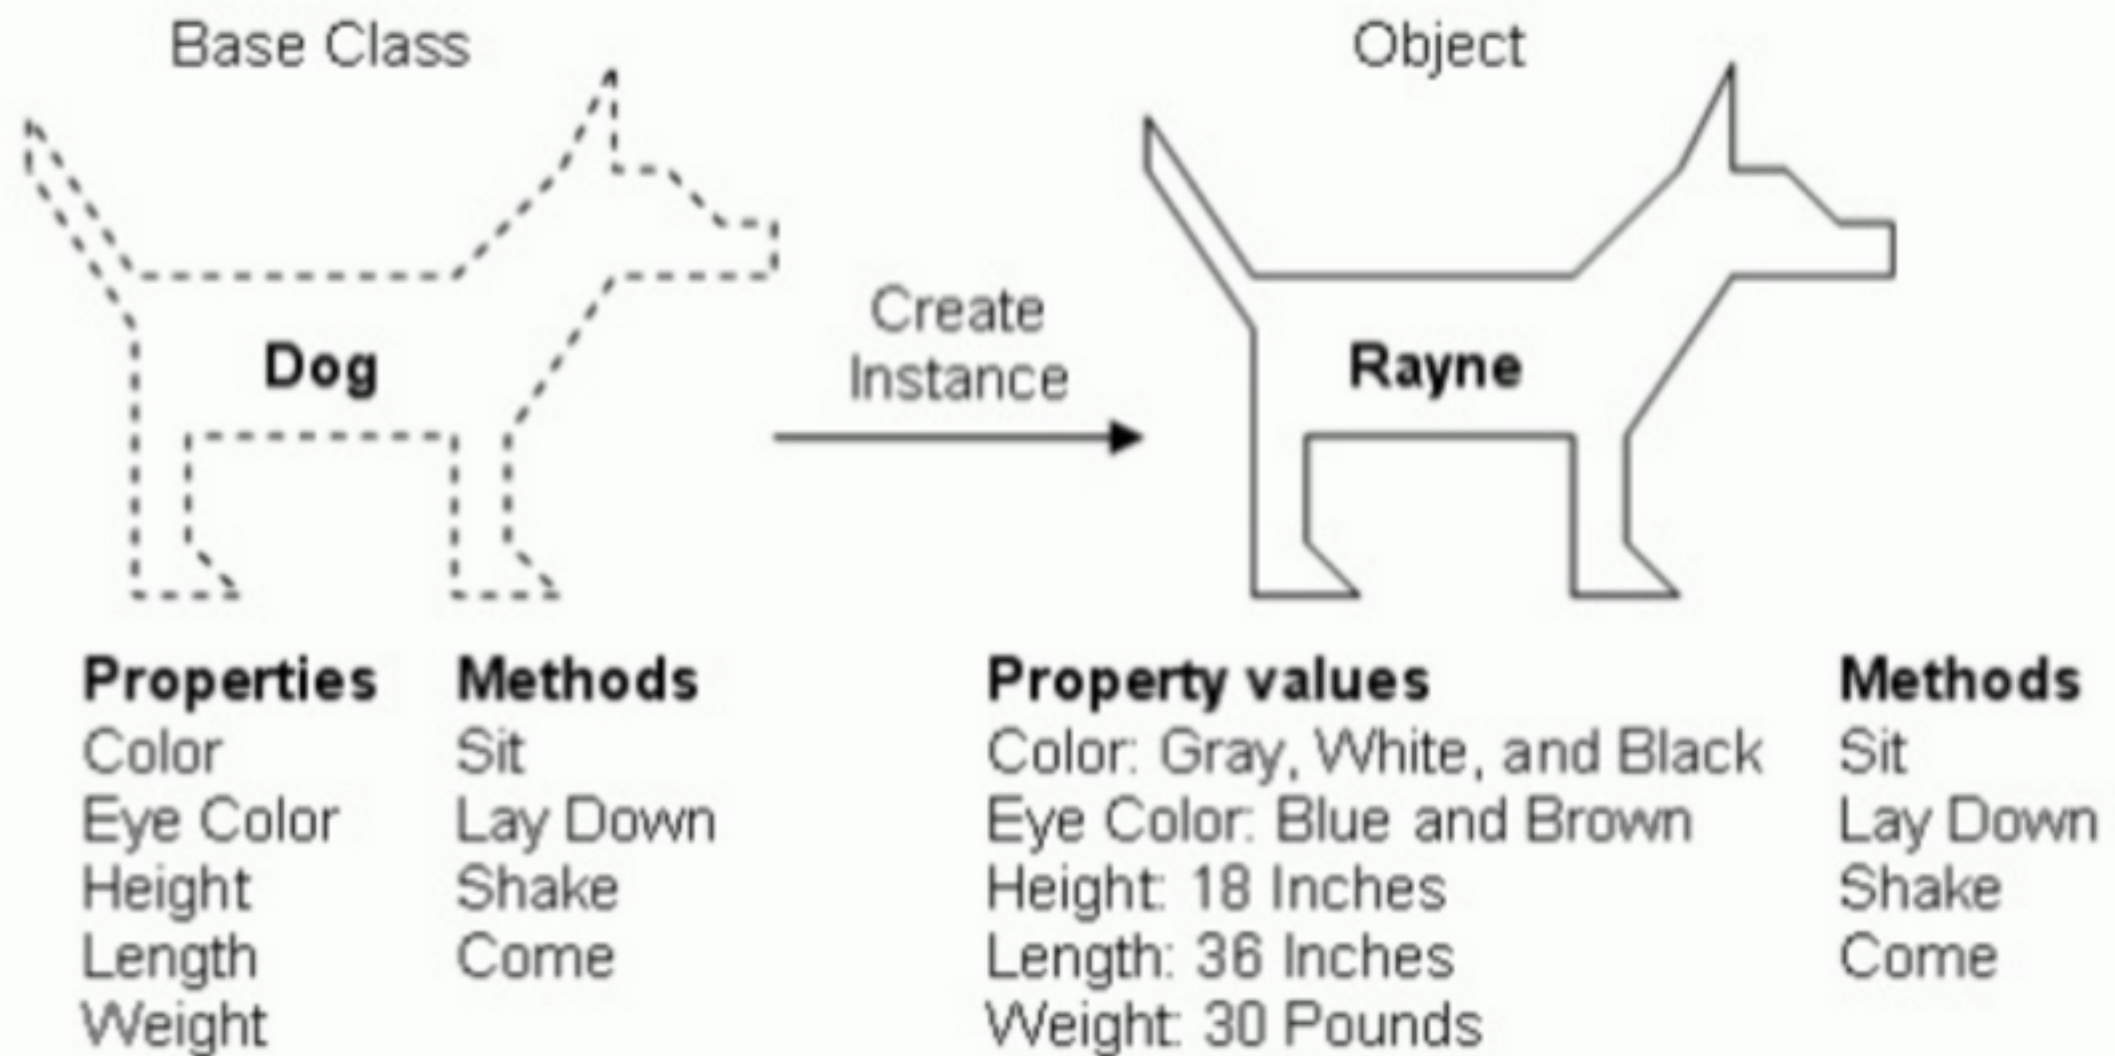 Base Class
Dog
Properties
Color
Eye Color
Height
Length
Weight
Methods
Sit
Lay Down
Shake
Come
Create
Instance
Object
Rayne
Property values
Color: Gray, White, and Black
Eye Color: Blue and Brown
Height: 18 Inches
Length: 36 Inches
Weight: 30 Pounds
Methods
Sit
Lay Down
Shake
Come